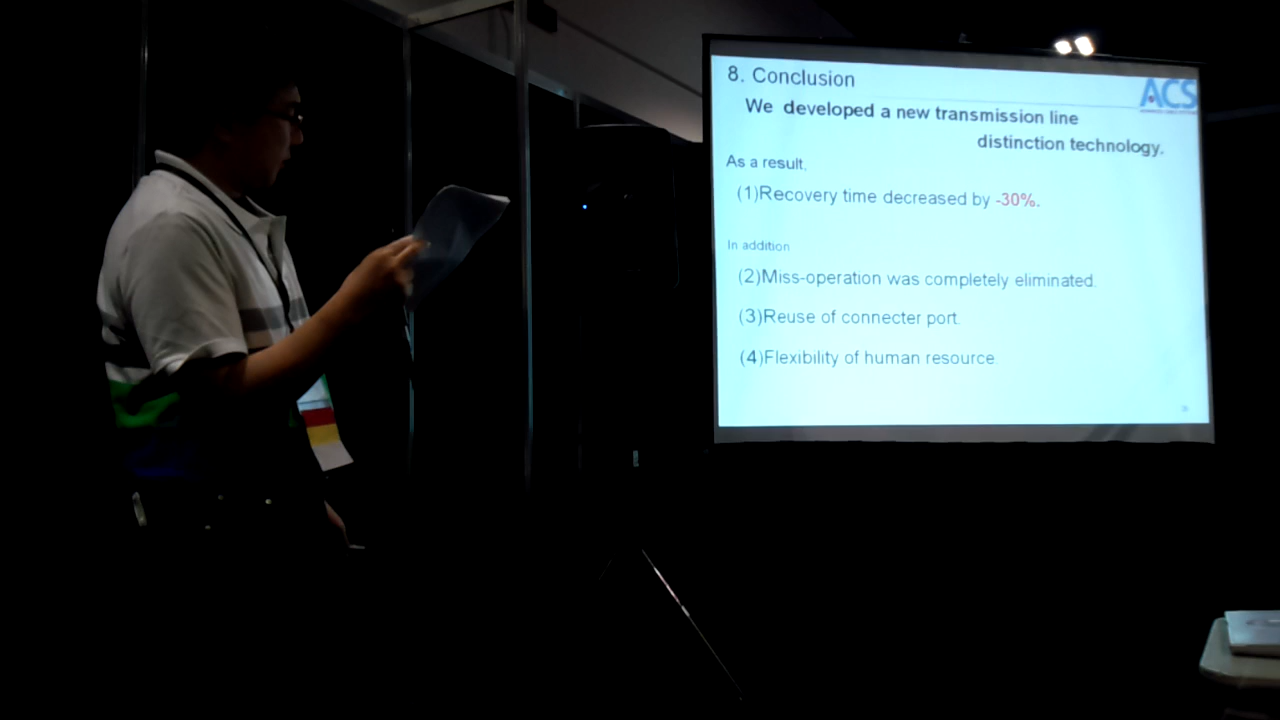 8. Conclusion
ACS
We developed a new transmission line
distinction technology.
As a result,
(1)Recovery time decreased by -30%.
In addition
(2)Miss-operation was completely eliminated.
(3)Reuse of connecter port.
(4)Flexibility of human resource.